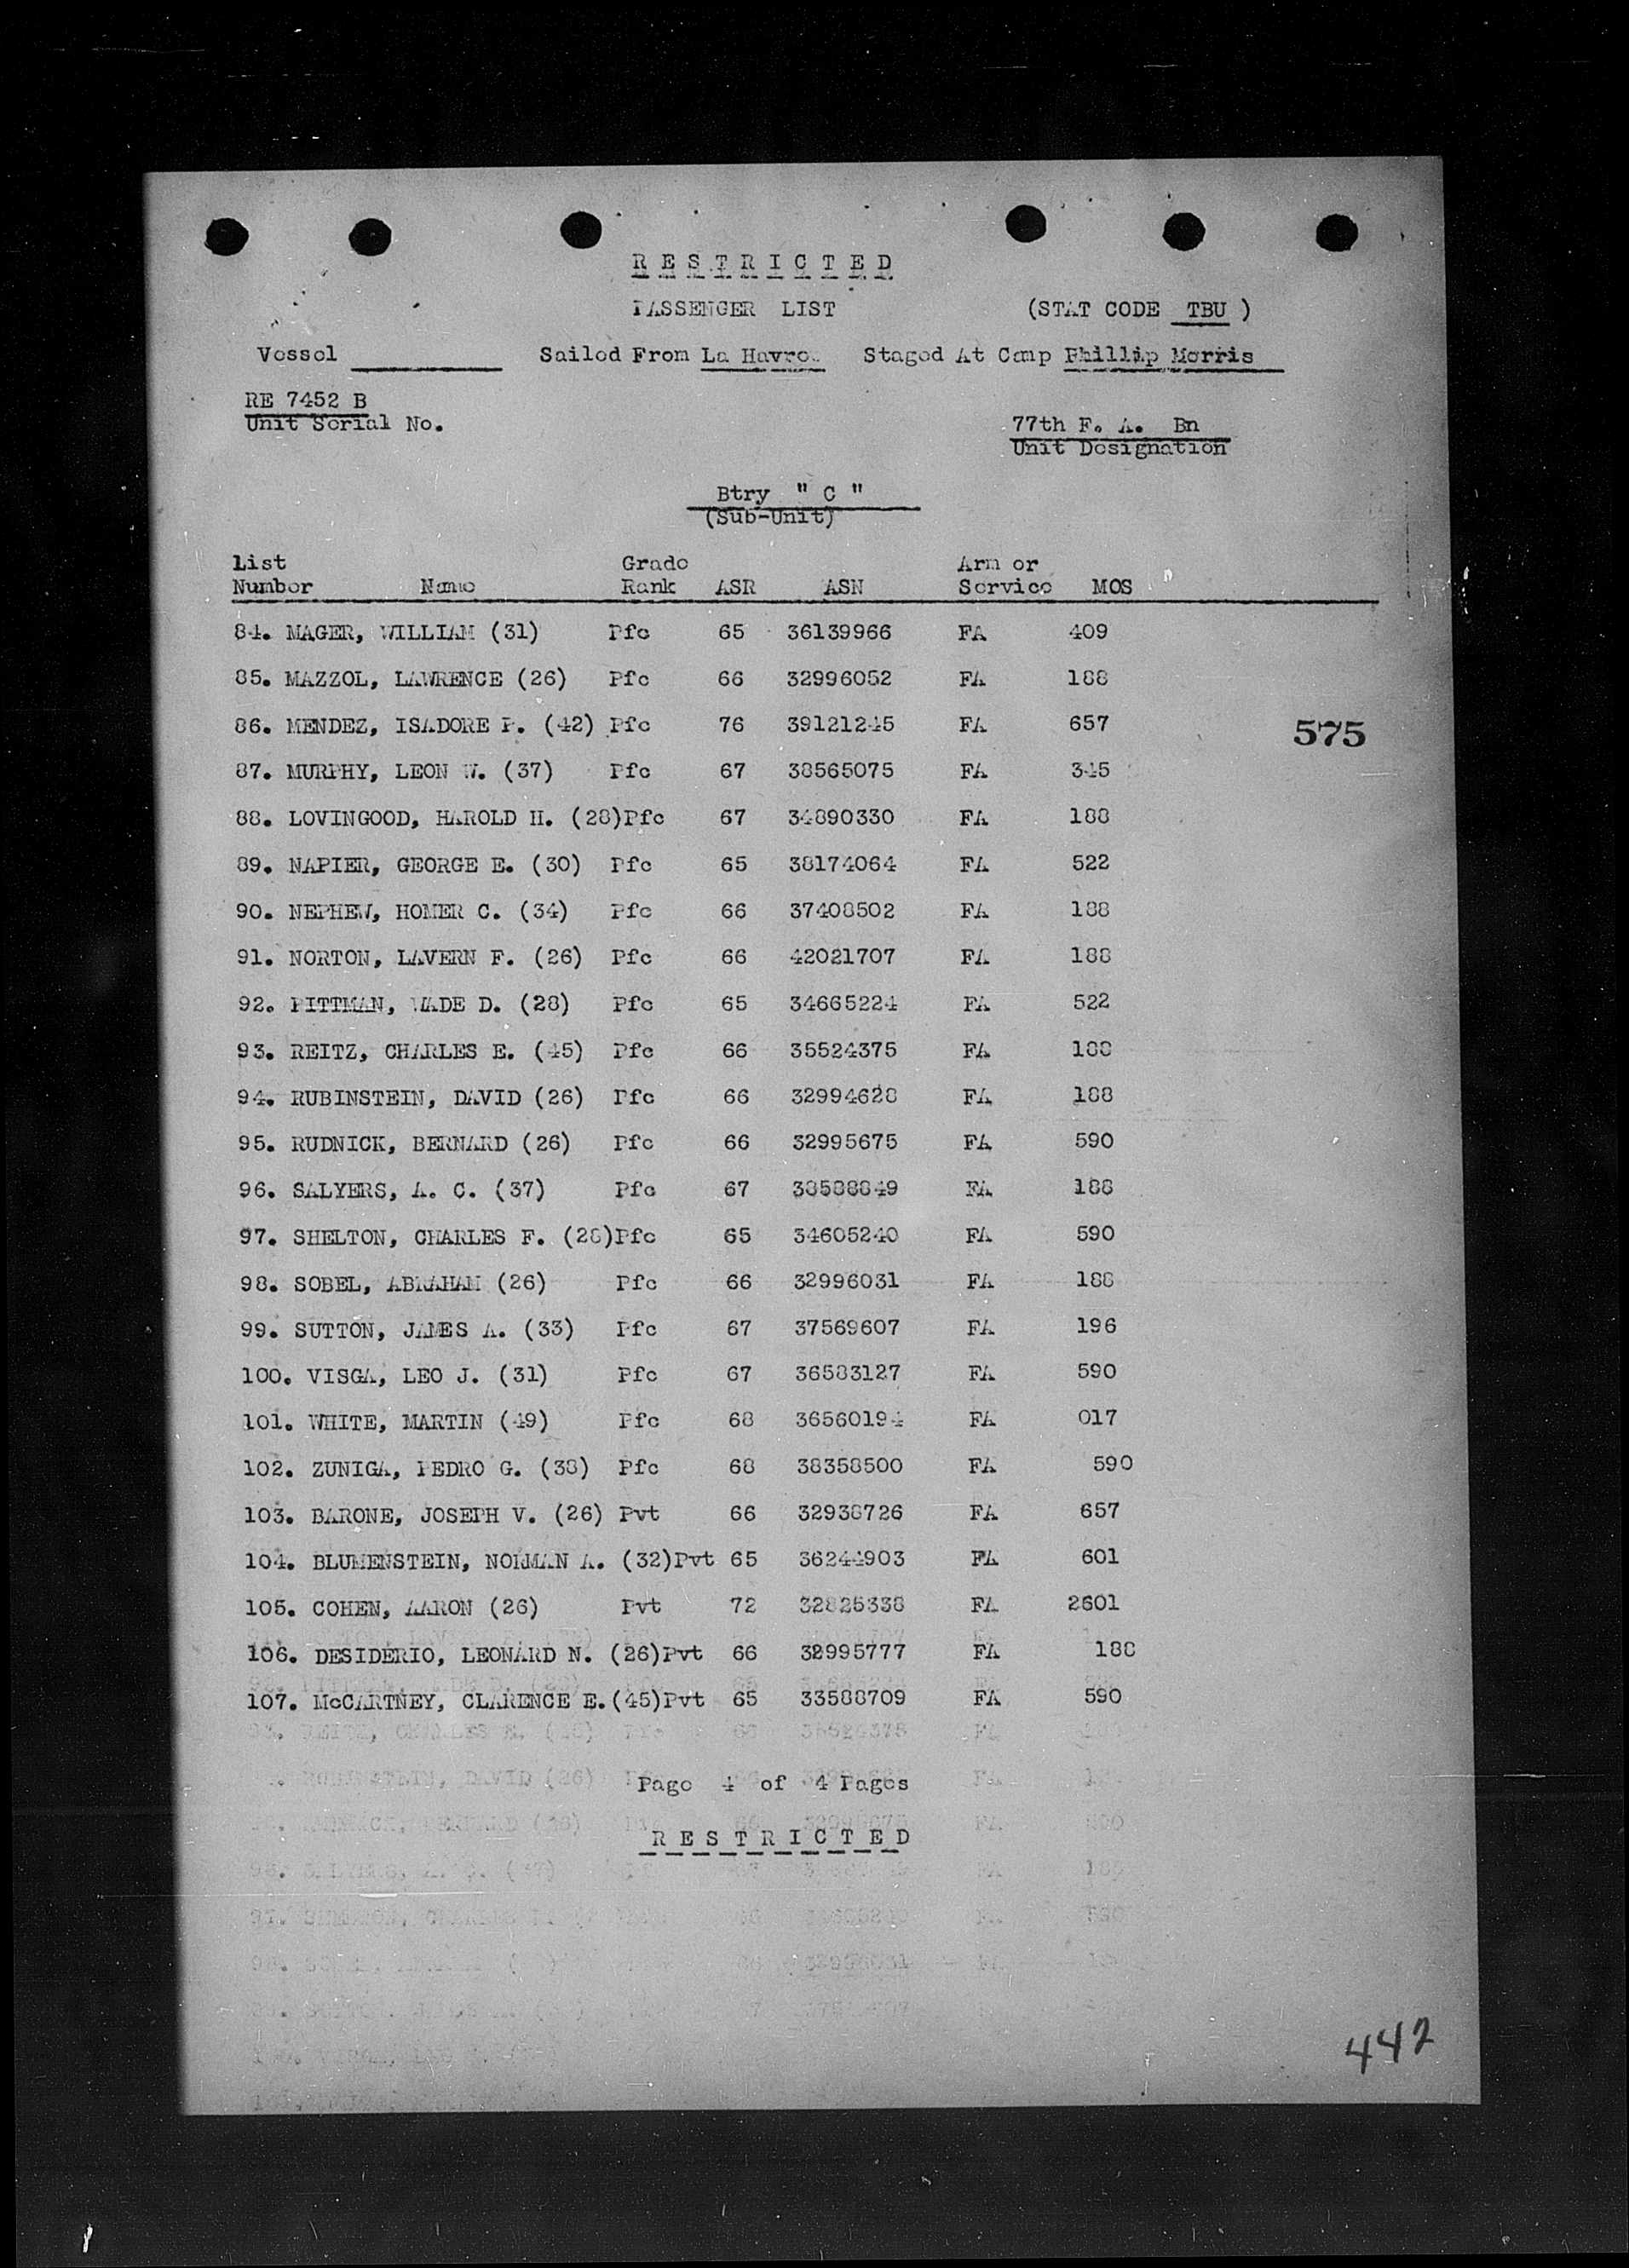 RESTRICTED
PASSENGER LIST (STAT CODE TBU )
Vessel Sailed From La Havre. Staged At Camp Phillip Morris
RE 7452 B
Unit Serial No.
77th F. A. Bn
Unit Designation
Btry " C "
(Sub-Unit)
List Grade Arm or
Number Name Rank ASR ASN Service MOS
84. MAGER, WILLIAM (31) Pfc 65 36139966 FA 409
85. MAZZOL, LAWRENCE (26) Pfc 66 32996052 FA 188
86. MENDEZ, ISADORE P. (42) Pfc 76 39121245 FA 657
575
87. MURPHY, LEON W. (37) Pfc 67 38565075 FA 345
88. LOVINGOOD, HAROLD H. (28)Pfc 67 34890330 FA 188
89. NAPIER, GEORGE E. (30) Pfc 65 38174064 FA 522
90. NEPHEW, HOMER C. (34) Pfc 66 37408502 FA 188
91. NORTON, LAVERN F. (26) Pfc 66 42021707 FA 188
92. PITTMAN, WADE D. (28) Pfc 65 34665224 FA 522
93. REITZ, CHARLES E. (45) Pfc 66 35524375 FA 188
94. RUBINSTEIN, DAVID (26) Pfc 66 32994628 FA 188
95. RUDNICK, BERNARD (26) Pfc 66 32995675 FA 590
96. SALYERS, A. C. (37) Pfc 67 38588849 FA 188
97. SHELTON, CHARLES F. (28)Pfc 65 34605240 FA 590
98. SOBEL, ABRAHAM (26) Pfc 66 32996031 FA 188
99. SUTTON, JAMES A. (33) Pfc 67 37569607 FA 196
100. VISGA, LEO J. (31) Pfc 67 36583127 FA 590
101. WHITE, MARTIN (49) Pfc 68 36560194 FA 017
102. ZUNIGA, PEDRO G. (38) Pfc 68 38358500 FA 590
103. BARONE, JOSEPH V. (26) Pvt 66 32938726 FA 657
104. BLUMENSTEIN, NORMAN A. (32)Pvt 65 36244903 FA 601
105. COHEN, AARON (26) Pvt 72 32825338 FA 2601
106. DESIDERIO, LEONARD N. (26)Pvt 66 32995777 FA 188
107. McCARTNEY, CLARENCE E.(45)Pvt 65 33588709 FA 590
Page 4 of 4 Pages
RESTRICTED
442